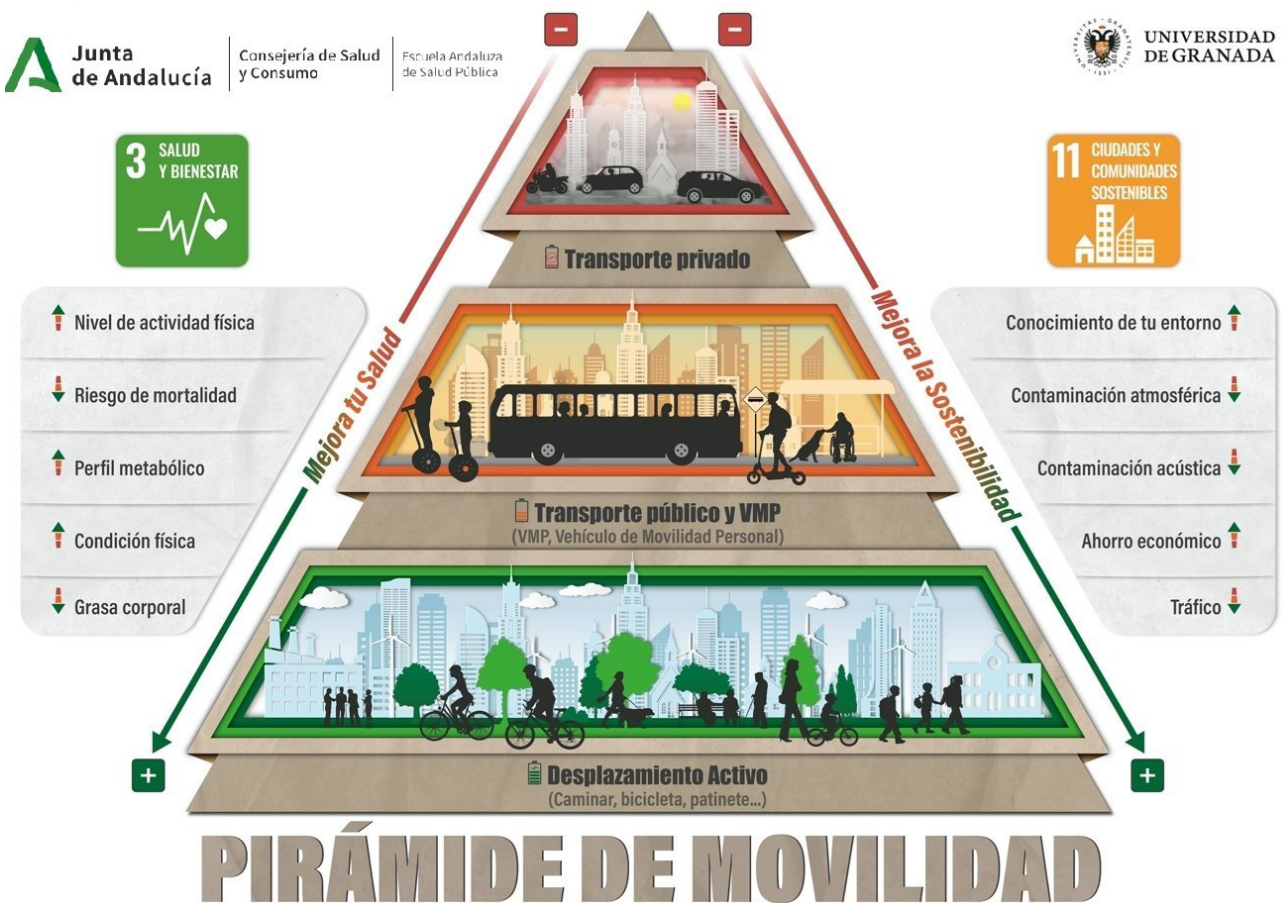 Junta
de Andalucía
Consejería de Salud
y Consumo
Escuela Andaluza
de Salud Pública
UNIVERSIDAD
DE GRANADA
3 SALUD
Y BIENESTAR
11 CIUDADES Y
COMUNIDADES
SOSTENIBLES
Nivel de actividad física
Riesgo de mortalidad
Perfil metabólico
Condición física
Grasa corporal
Mejora tu Salud
Mejora la Sostenibilidad
Conocimiento de tu entorno
Contaminación atmosférica
Contaminación acústica
Ahorro económico
Tráfico
Transporte privado
Transporte público y VMP
(VMP, Vehículo de Movilidad Personal)
Desplazamiento Activo
(Caminar, bicicleta, patinete...)
PIRÁMIDE DE MOVILIDAD